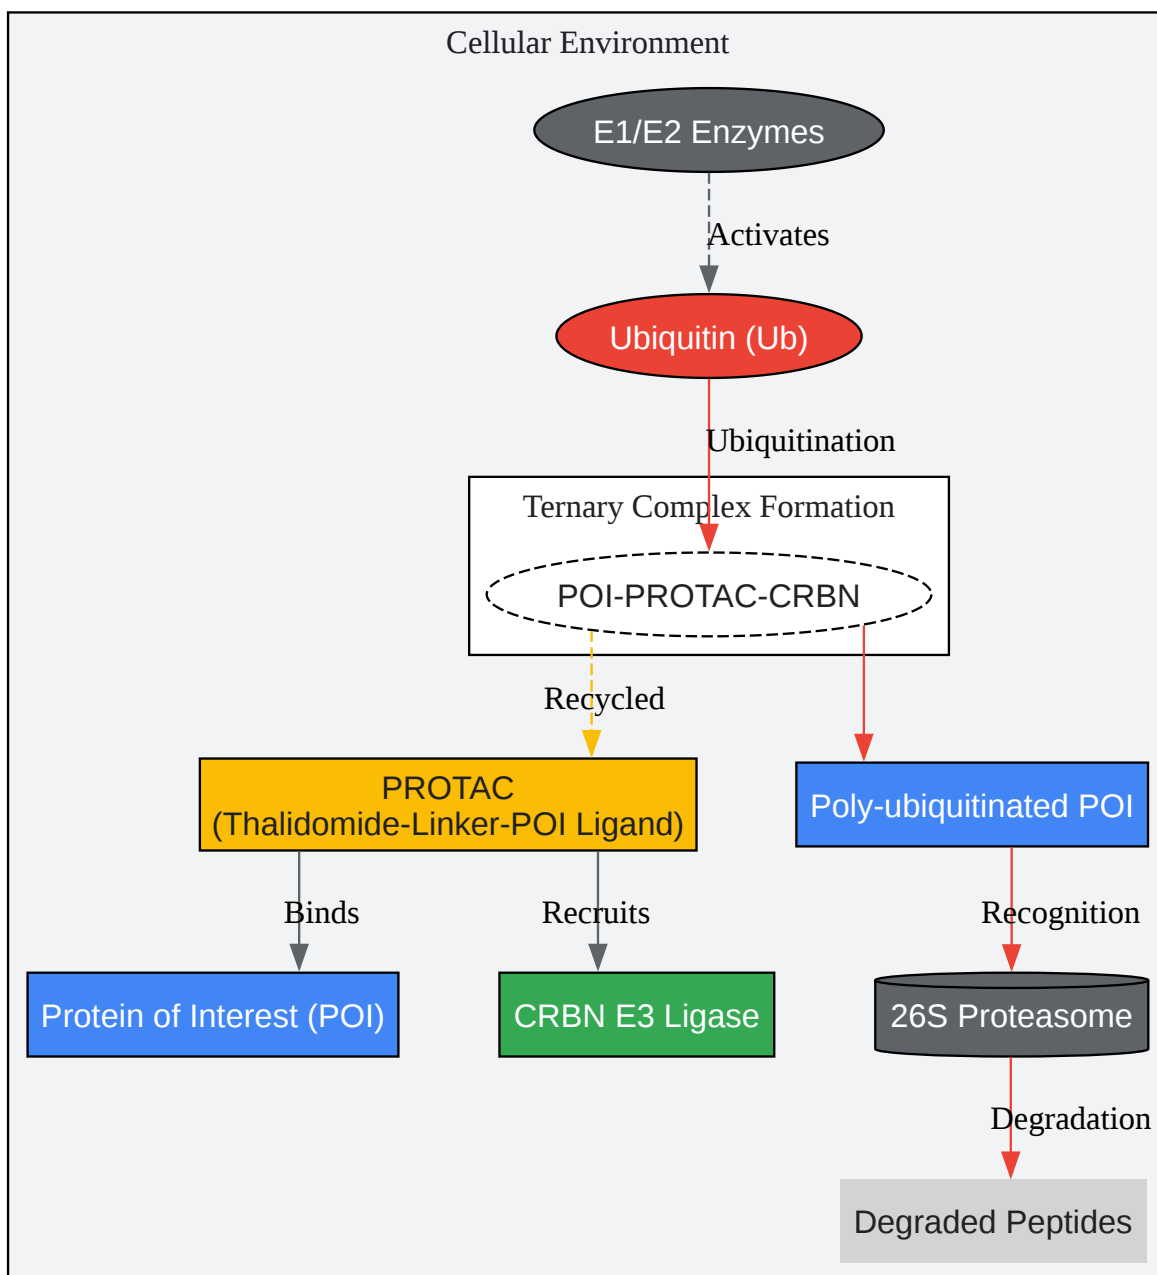 Cellular Environment
E1/E2 Enzymes
Activates
Ubiquitin (Ub)
Ubiquitination
Ternary Complex Formation
POI-PROTAC-CRBN
Recycled
PROTAC
(Thalidomide-Linker-POI Ligand)
Poly-ubiquitinated POI
Binds
Recruits
Recognition
Protein of Interest (POI)
CRBN E3 Ligase
26S Proteasome
Degradation
Degraded Peptides